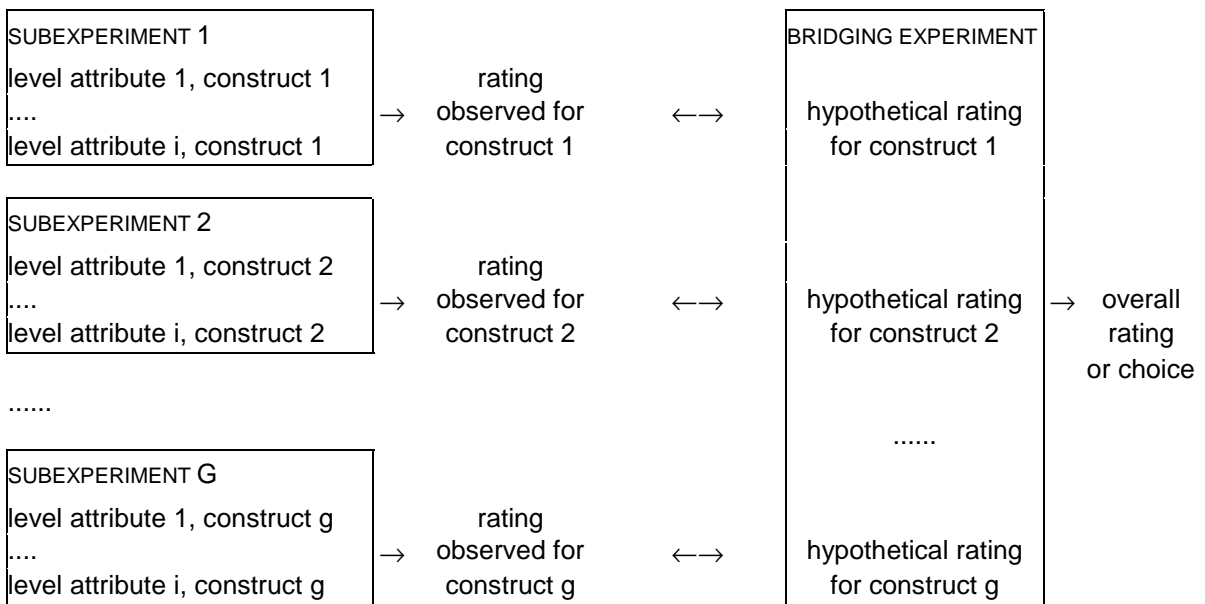 SUBEXPERIMENT 1
level attribute 1, construct 1
....
level attribute i, construct 1
→
rating
observed for
construct 1
←→
SUBEXPERIMENT 2
level attribute 1, construct 2
....
level attribute i, construct 2
→
rating
observed for
construct 2
←→
......
SUBEXPERIMENT G
level attribute 1, construct g
....
level attribute i, construct g
→
rating
observed for
construct g
←→
BRIDGING EXPERIMENT
hypothetical rating
for construct 1
hypothetical rating
for construct 2
......
hypothetical rating
for construct g
→
overall
rating
or choice